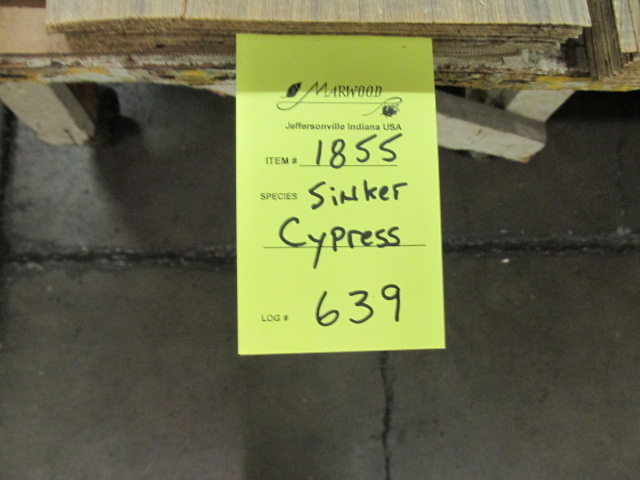 MARWOOD
Jeffersonville Indiana USA
ITEM # 1855
SPECIES Sinker
Cypress
LOG # 639